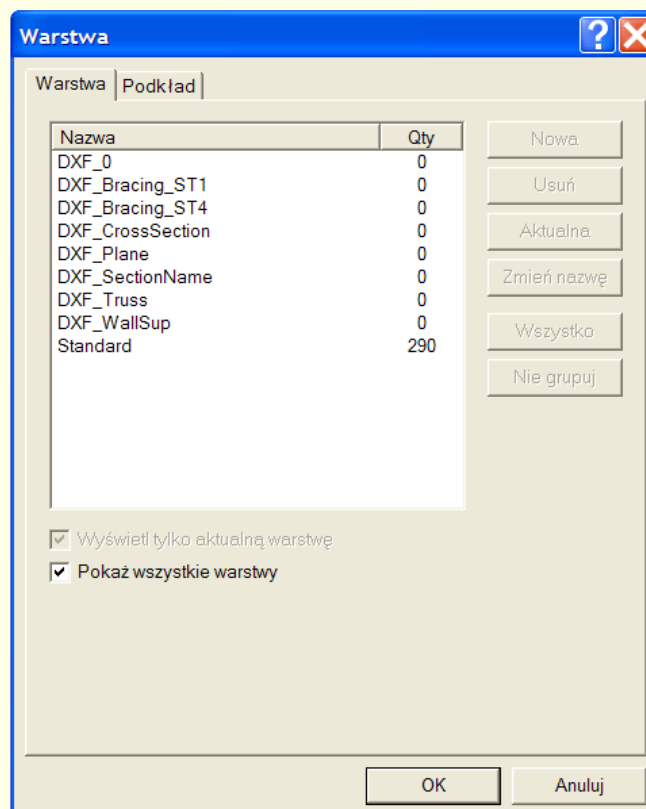 Warstwa
Warstwa Podkład
Nazwa Qty
DXF_0 0
DXF_Bracing_ST1 0
DXF_Bracing_ST4 0
DXF_CrossSection 0
DXF_Plane 0
DXF_SectionName 0
DXF_Truss 0
DXF_WallSup 0
Standard 290
Nowa
Usuń
Aktualna
Zmień nazwę
Wszystko
Nie grupuj
Wyświetl tylko aktualną warstwę
Pokaż wszystkie warstwy
OK Anuluj